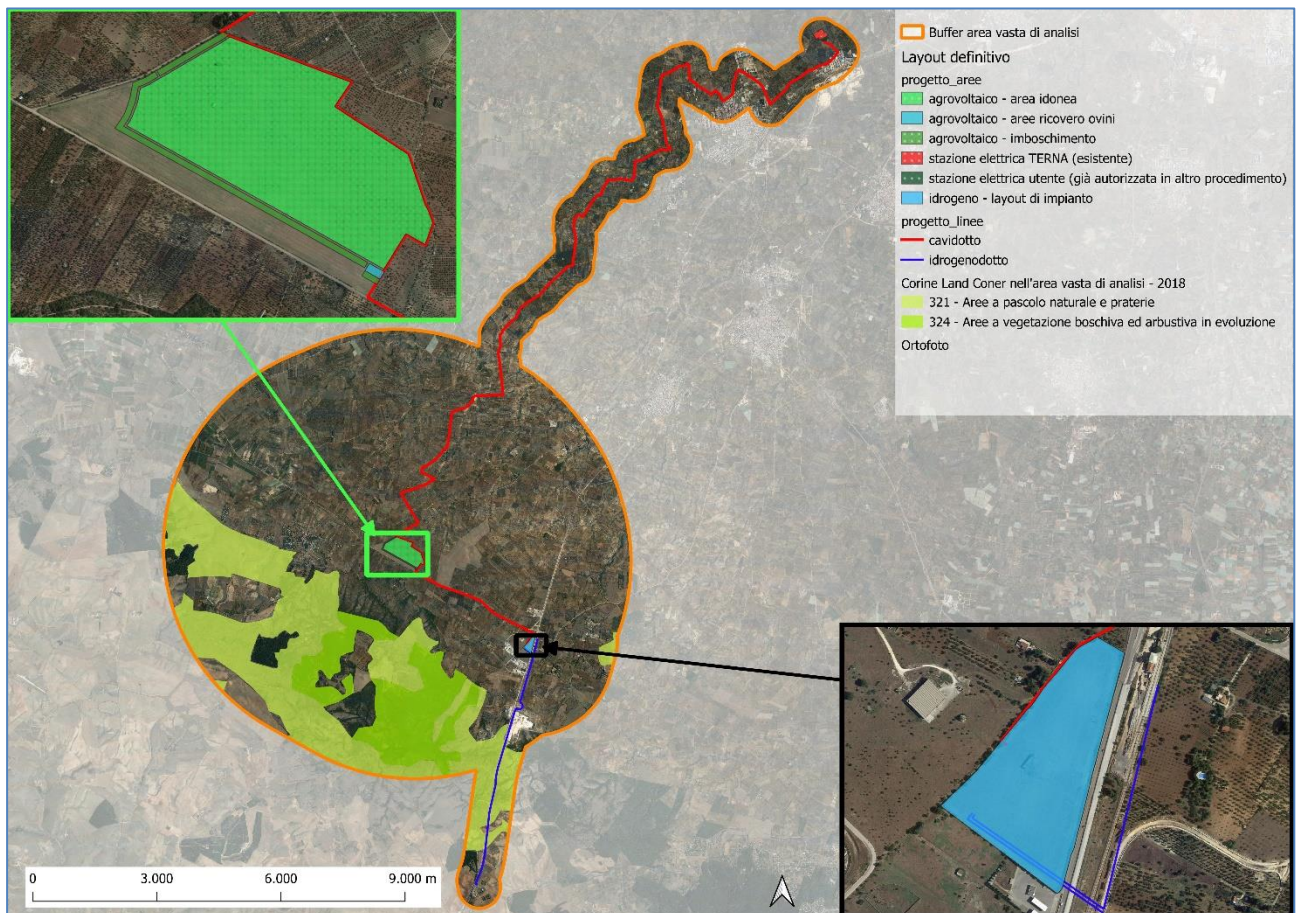 Buffer area vasta di analisi
Layout definitivo
progetto_aree
agrovoltaico - area idonea
agrovoltaico - aree ricovero ovini
agrovoltaico - imboschimento
stazione elettrica TERNA (esistente)
stazione elettrica utente (già autorizzata in altro procedimento)
idrogeno - layout di impianto
progetto_linee
cavidotto
idrogenodotto
Corine Land Coner nell'area vasta di analisi - 2018
321 - Aree a pascolo naturale e praterie
324 - Aree a vegetazione boschiva ed arbustiva in evoluzione
Ortofoto
0 3.000 6.000 9.000 m